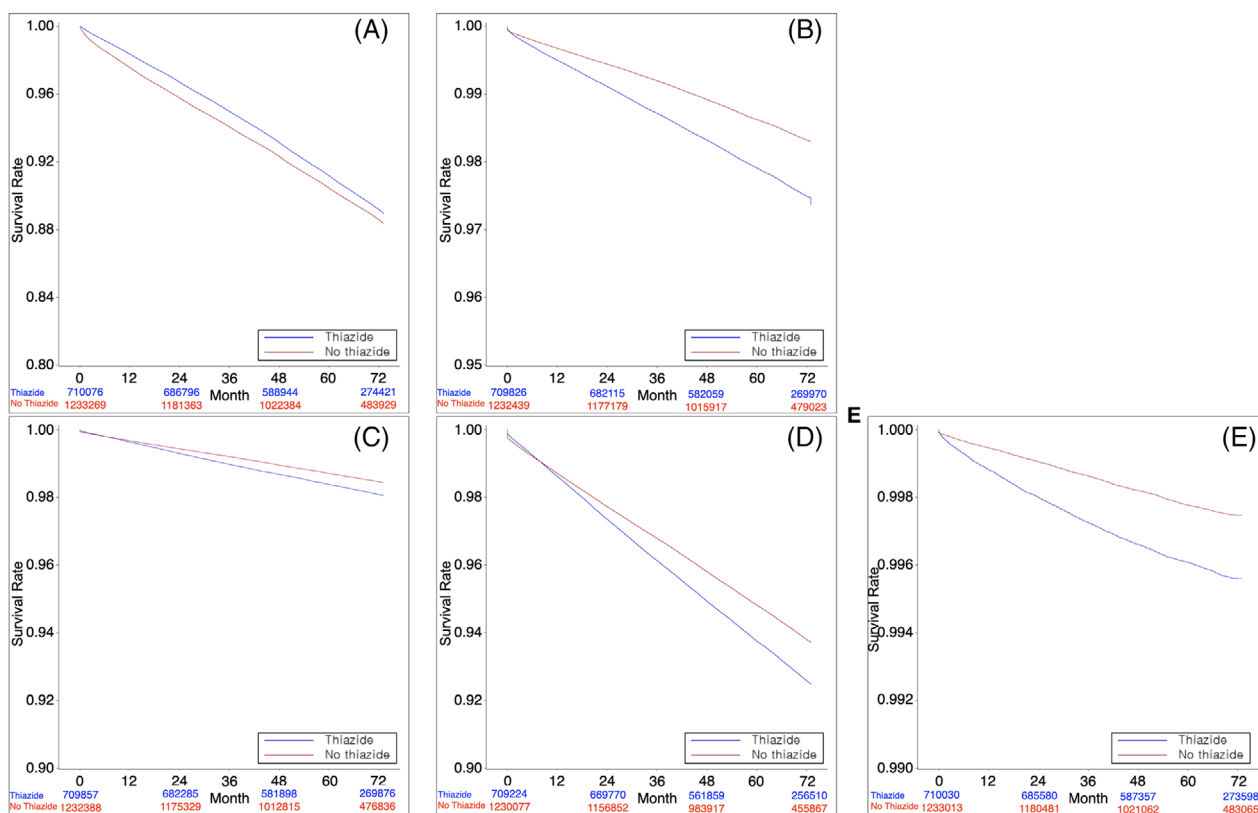 (A)
1.00
0.96
0.92
0.88
0.84
0.80
Survival Rate
Thiazide
No thiazide
0 12 24 36 48 60 72
Month
Thiazide 710076 686796 588944 274421
No Thiazide 1233269 1181363 1022384 483929
(B)
1.00
0.99
0.98
0.97
0.96
0.95
Survival Rate
Thiazide
No thiazide
0 12 24 36 48 60 72
Month
709826 682115 582059 269970
1232439 1177179 1015917 479023
(C)
1.00
0.98
0.96
0.94
0.92
0.90
Survival Rate
Thiazide
No thiazide
0 12 24 36 48 60 72
Month
Thiazide 709857 682285 581898 269876
No Thiazide 1232388 1175329 1012815 476836
(D)
1.00
0.98
0.96
0.94
0.92
0.90
Survival Rate
Thiazide
No thiazide
0 12 24 36 48 60 72
Month
Thiazide 709224 669770 561859 256510
No Thiazide 1230077 1156852 983917 455867
E
(E)
1.000
0.998
0.996
0.994
0.992
0.990
Survival Rate
Thiazide
No thiazide
0 12 24 36 48 60 72
Month
Thiazide 710030 685580 587357 273598
No Thiazide 1233013 1180481 1021062 483065